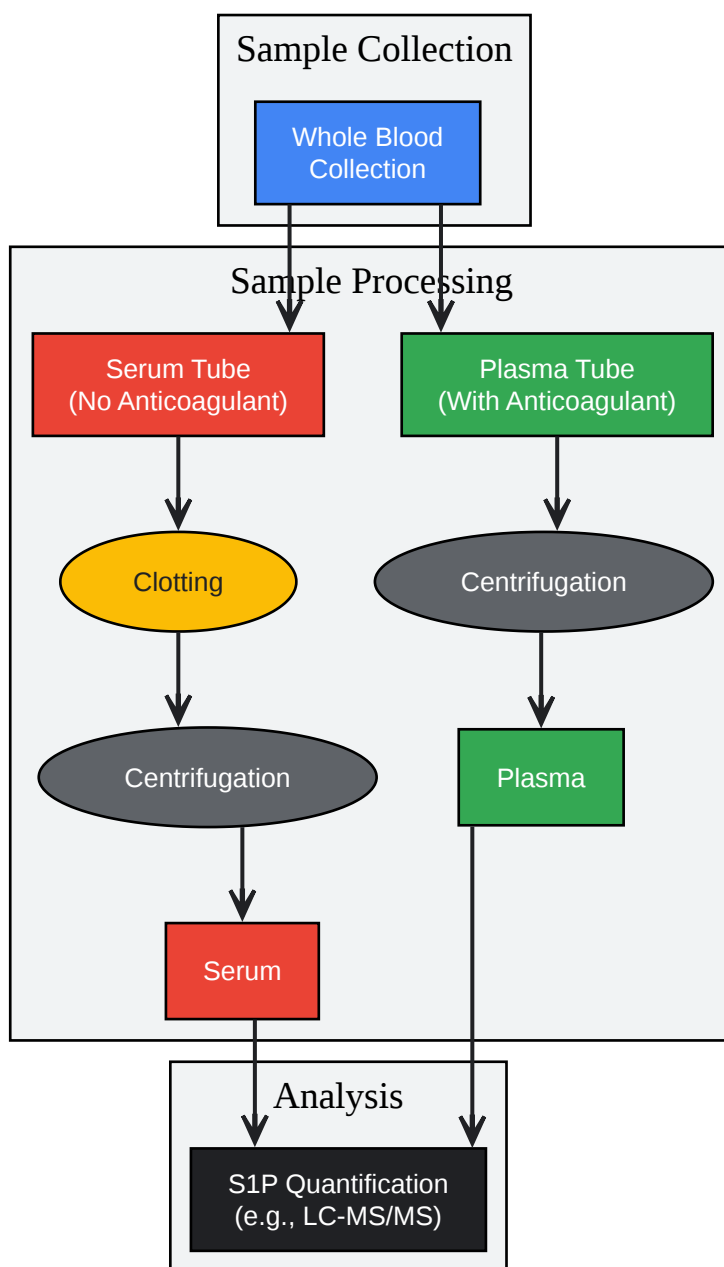 Sample Collection
Whole Blood
Collection
Sample Processing
Serum Tube
(No Anticoagulant)
Plasma Tube
(With Anticoagulant)
Clotting
Centrifugation
Centrifugation
Plasma
Serum
Analysis
S1P Quantification
(e.g., LC-MS/MS)